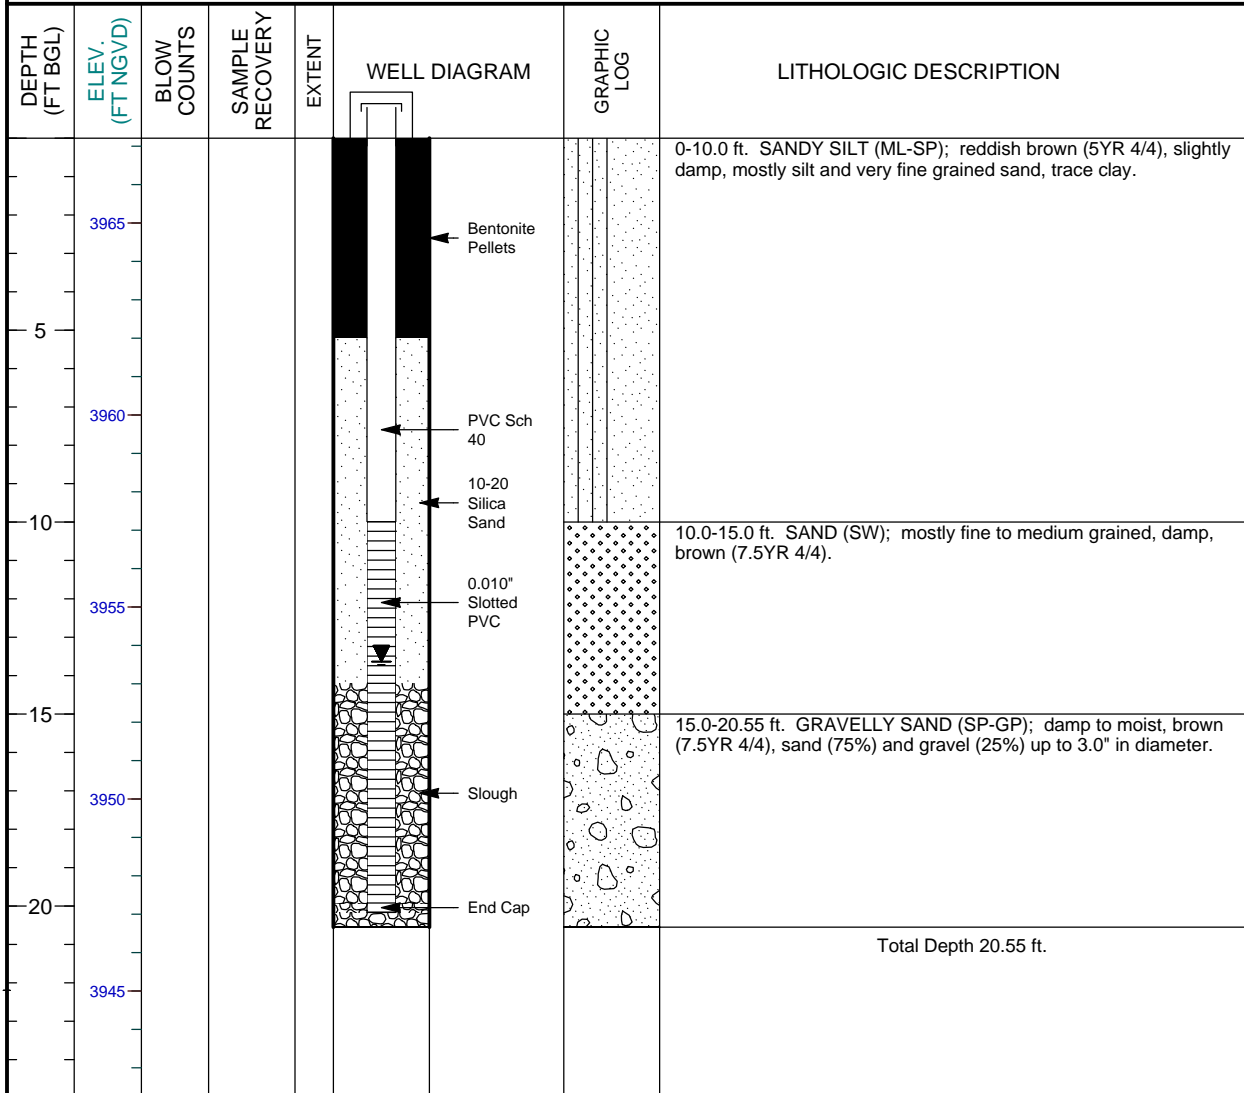 DEPTH
(FT BGL)
ELEV.
(FT NGVD)
BLOW
COUNTS
SAMPLE
RECOVERY
EXTENT
WELL DIAGRAM
GRAPHIC
LOG
LITHOLOGIC DESCRIPTION
0-10.0 ft.  SANDY SILT (ML-SP);  reddish brown (5YR 4/4), slightly
damp, mostly silt and very fine grained sand, trace clay.
3965
Bentonite
Pellets
5
3960
PVC Sch
40
10-20
Silica
Sand
10
10.0-15.0 ft.  SAND (SW);  mostly fine to medium grained, damp,
brown (7.5YR 4/4).
0.010"
Slotted
PVC
3955
15
15.0-20.55 ft.  GRAVELLY SAND (SP-GP);  damp to moist, brown
(7.5YR 4/4), sand (75%) and gravel (25%) up to 3.0" in diameter.
3950
Slough
20
End Cap
Total Depth 20.55 ft.
3945